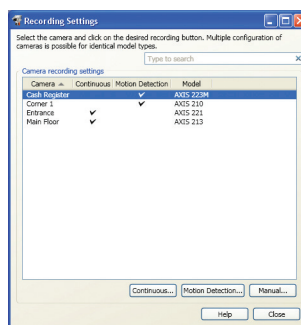 Recording Settings
Select the camera and click on the desired recording button. Multiple configuration of
cameras is possible for identical model types.
Type to search
Camera recording settings
Camera Continuous Motion Detection Model
Cash Register ✔ AXIS 223M
Corner 1 ✔ AXIS 210
Entrance ✔ AXIS 221
Main Floor ✔ AXIS 213
Continuous... Motion Detection... Manual...
Help Close